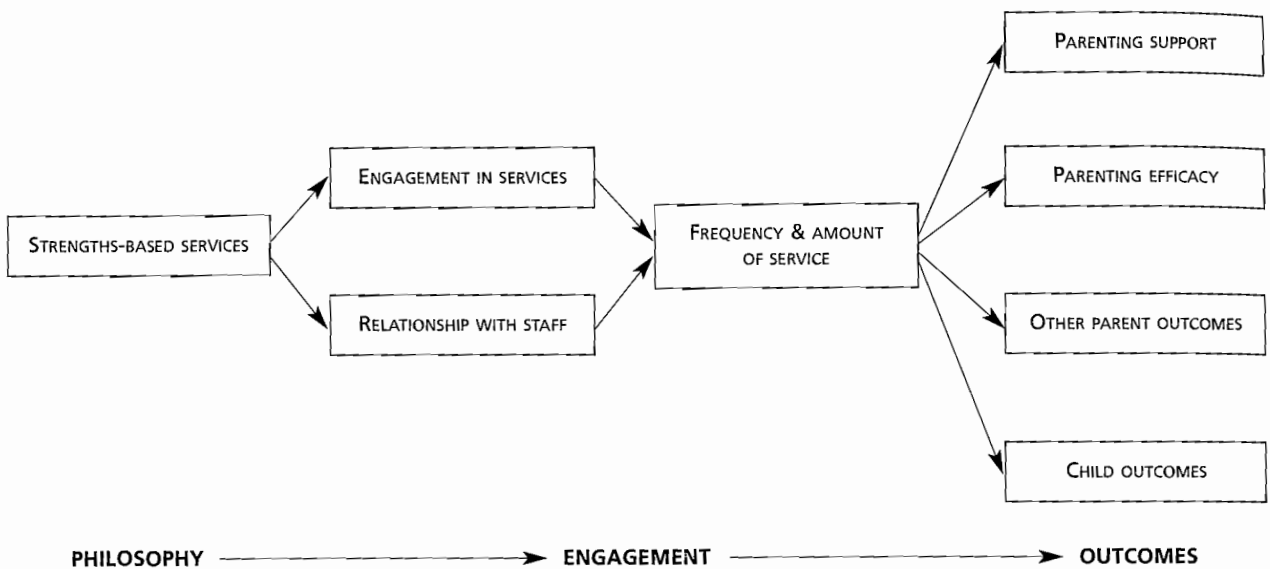 PARENTING SUPPORT
ENGAGEMENT IN SERVICES
PARENTING EFFICACY
STRENGTHS-BASED SERVICES
FREQUENCY & AMOUNT
OF SERVICE
RELATIONSHIP WITH STAFF
OTHER PARENT OUTCOMES
CHILD OUTCOMES
PHILOSOPHY ENGAGEMENT OUTCOMES